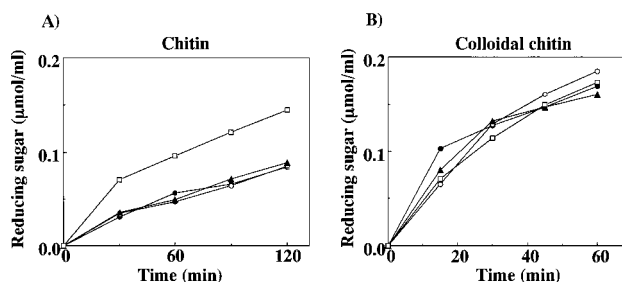 A)
Chitin
Reducing sugar (μmol/ml)
0.2
0.1
0.0
0
60
120
Time (min)
B)
Colloidal chitin
Reducing sugar (μmol/ml)
0.2
0.1
0.0
0
20
40
60
Time (min)